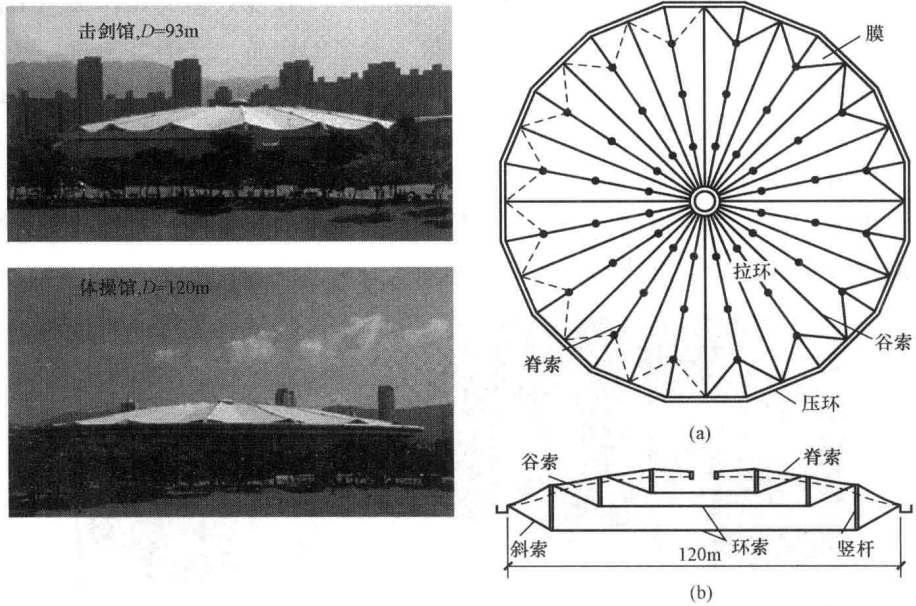 击剑馆,D=93m
体操馆,D=120m
膜
拉环
脊索
谷索
压环
(a)
谷索
脊索
斜索
环索
竖杆
120m
(b)